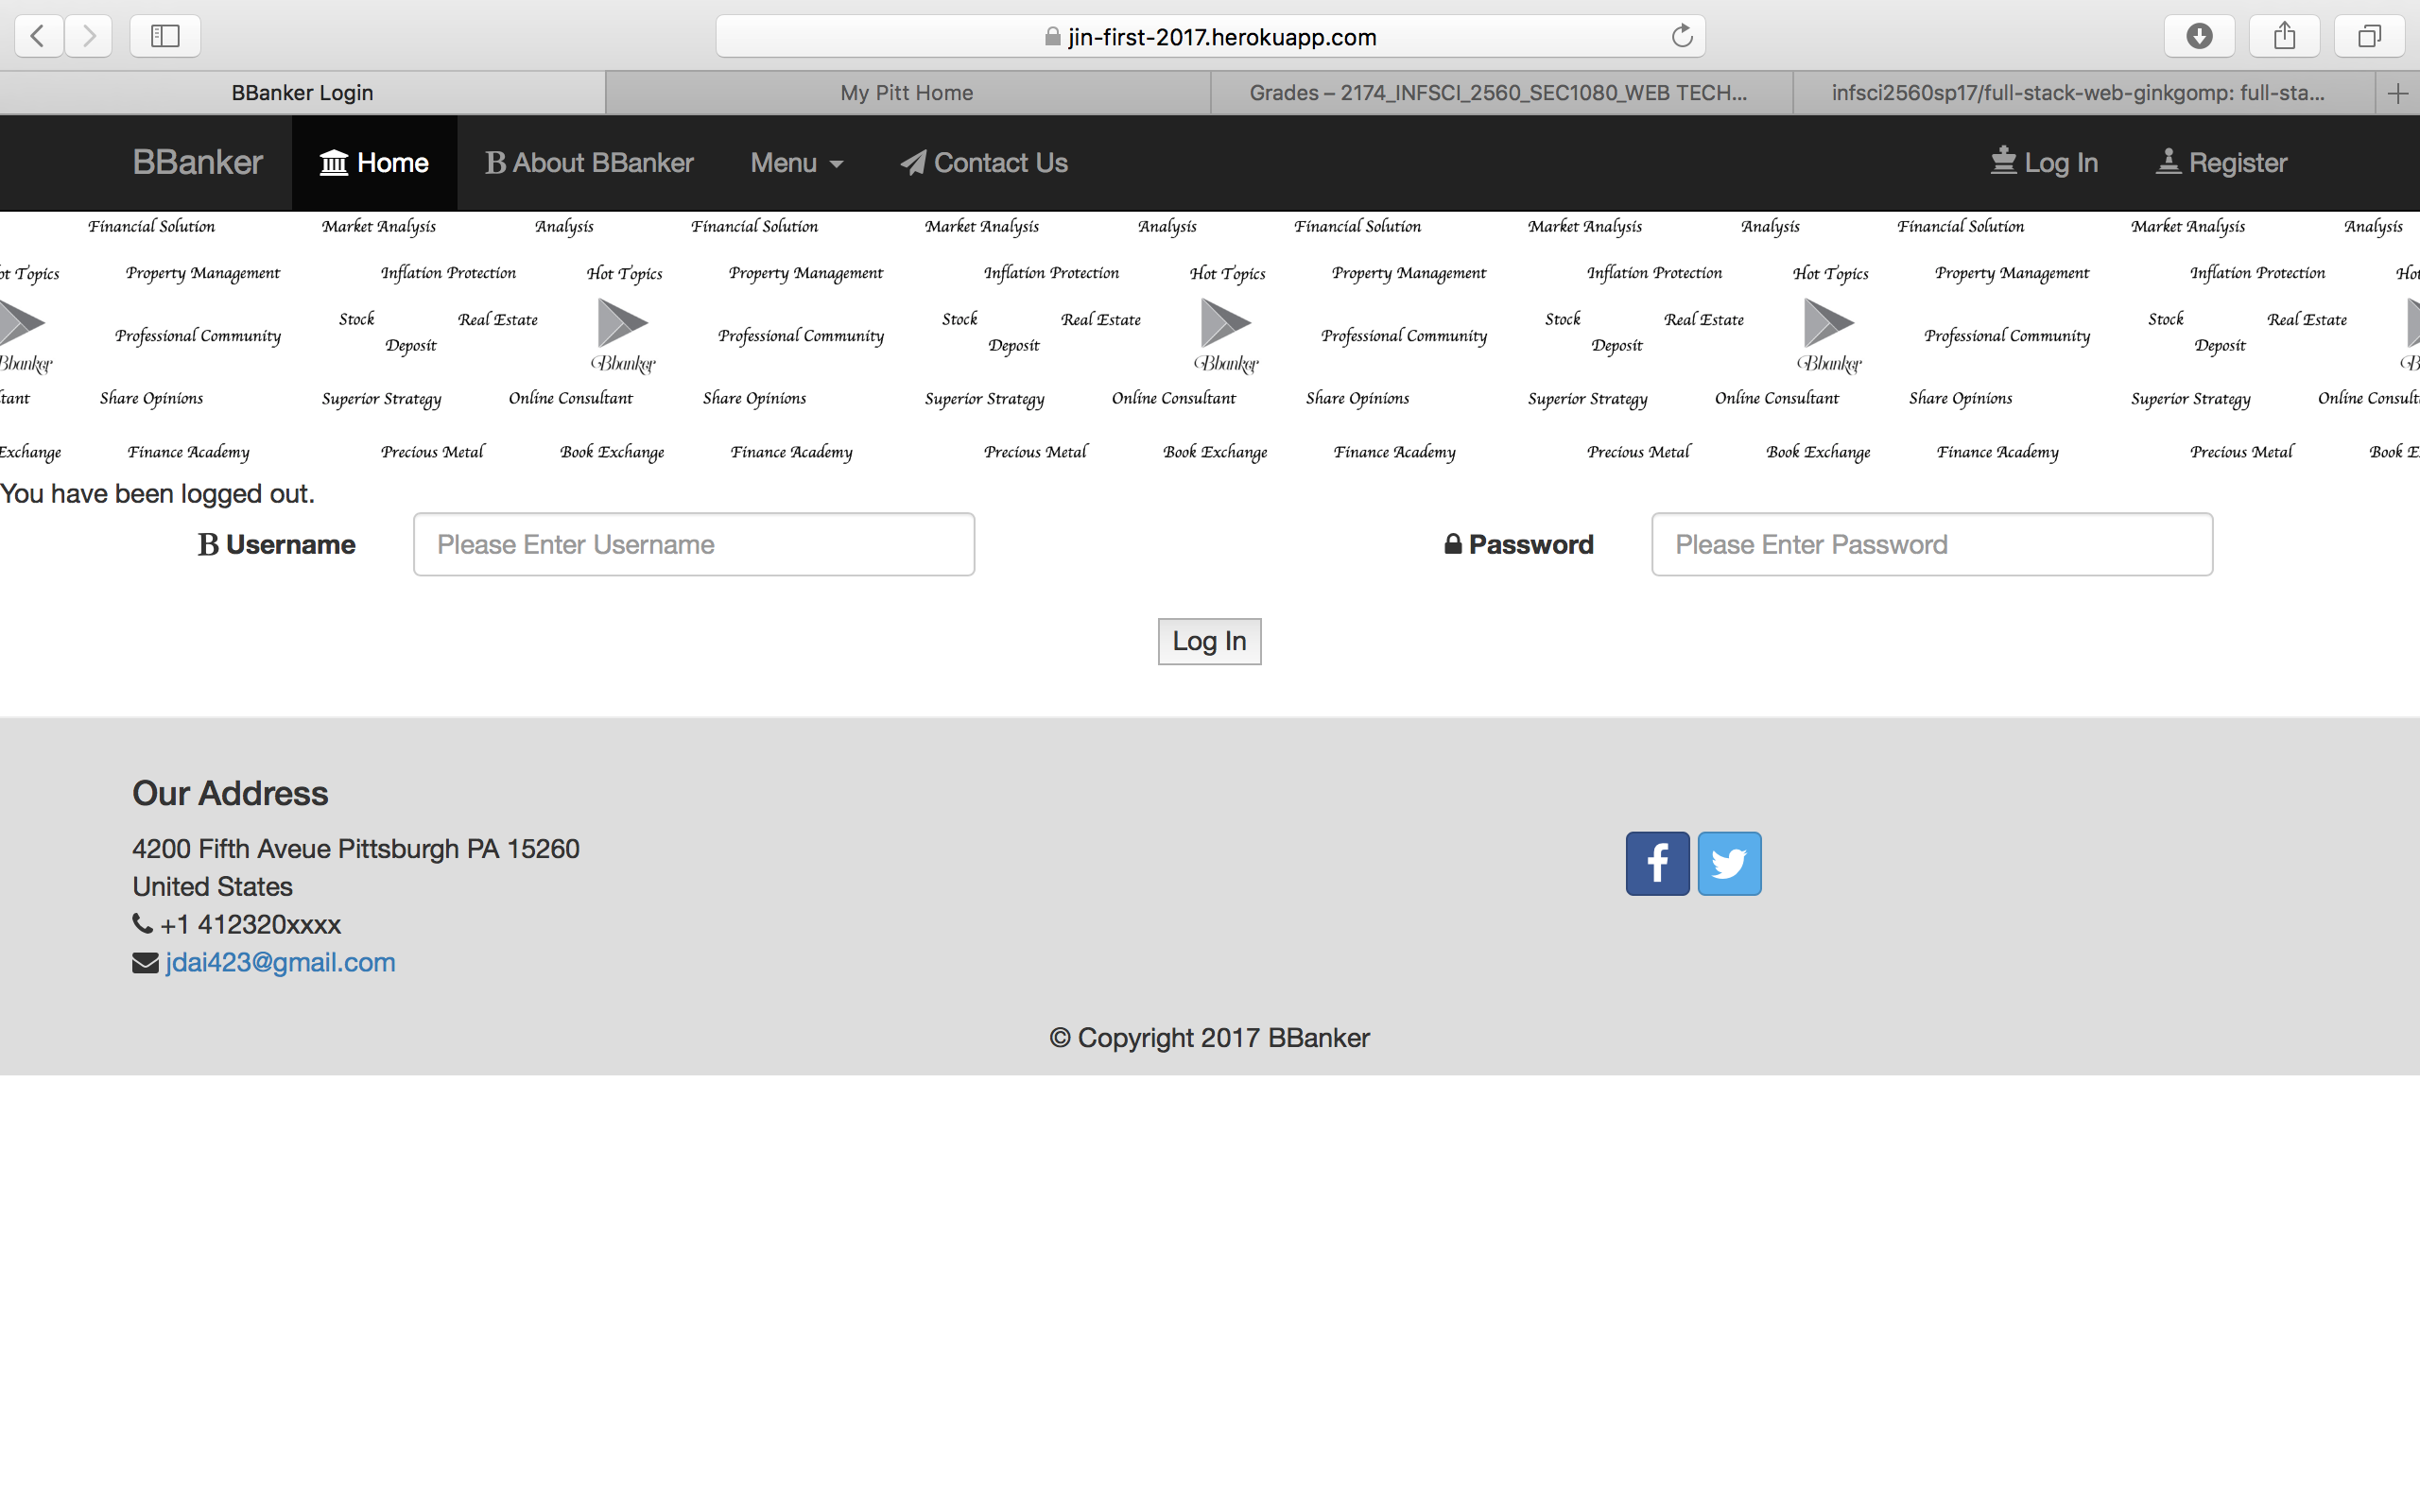 jin-first-2017.herokuapp.com
BBanker Login
My Pitt Home
Grades – 2174_INFSCI_2560_SEC1080_WEB TECH...
infsci2560sp17/full-stack-web-ginkgomp: full-sta...
BBanker Home B About BBanker Menu Contact Us Log In Register
Financial Solution Market Analysis Analysis Financial Solution Market Analysis Analysis Financial Solution Market Analysis Analysis Financial Solution Market Analysis Analysis
ot Topics Property Management Inflation Protection Hot Topics Property Management Inflation Protection Hot Topics Property Management Inflation Protection Hot Topics Property Management Inflation Protection Hot
Stock Real Estate Stock Real Estate Stock Real Estate Stock Real Estate
Professional Community Professional Community Professional Community Professional Community
Deposit Deposit Deposit Deposit
Bbanker Bbanker Bbanker Bbanker B
tant Share Opinions Superior Strategy Online Consultant Share Opinions Superior Strategy Online Consultant Share Opinions Superior Strategy Online Consultant Share Opinions Superior Strategy Online Consult
Exchange Finance Academy Precious Metal Book Exchange Finance Academy Precious Metal Book Exchange Finance Academy Precious Metal Book Exchange Finance Academy Precious Metal Book E
You have been logged out.
B Username Please Enter Username Password Please Enter Password
Log In
Our Address
4200 Fifth Aveue Pittsburgh PA 15260
United States
+1 412320xxxx
jdai423@gmail.com
© Copyright 2017 BBanker